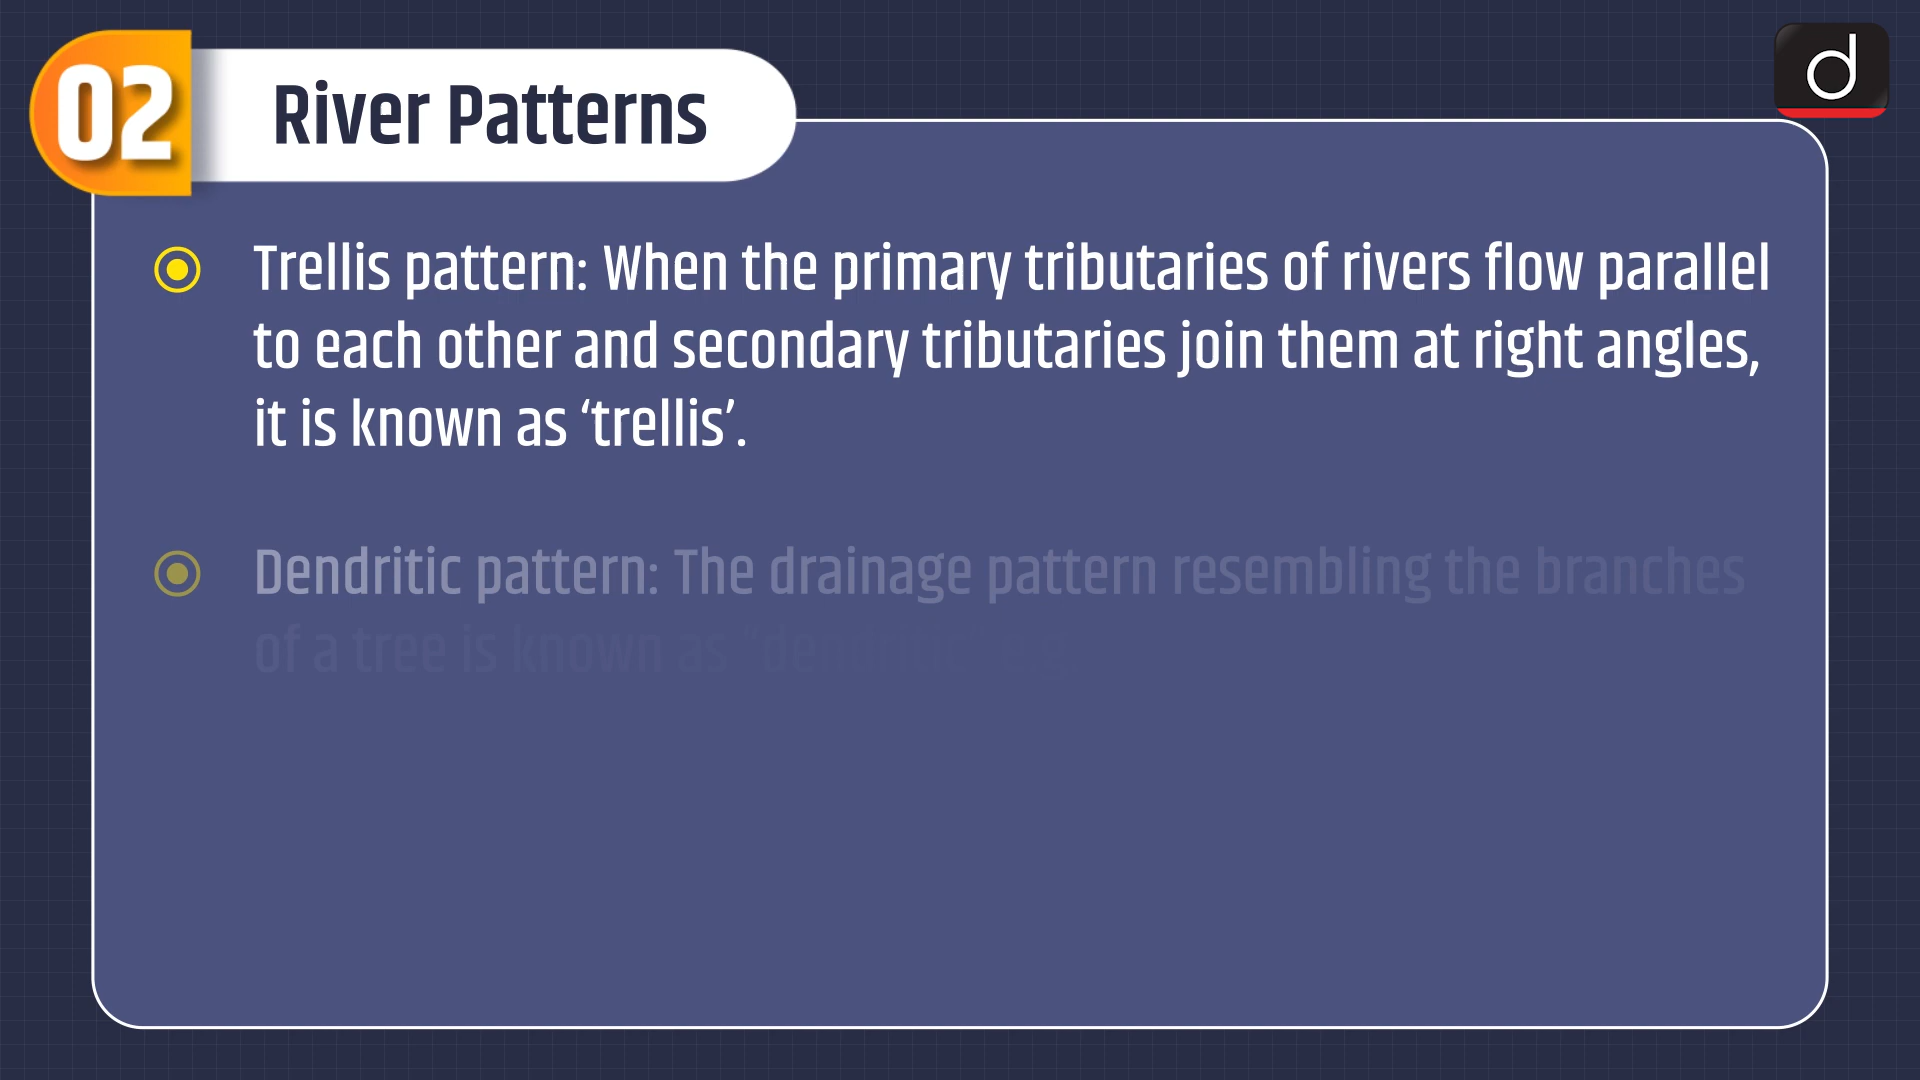 02
River Patterns
d
Trellis pattern: When the primary tributaries of rivers flow parallel
to each other and secondary tributaries join them at right angles,
it is known as ‘trellis’.
Dendritic pattern: The drainage pattern resembling the branches
of a tree is known as “dendritic” e.g.